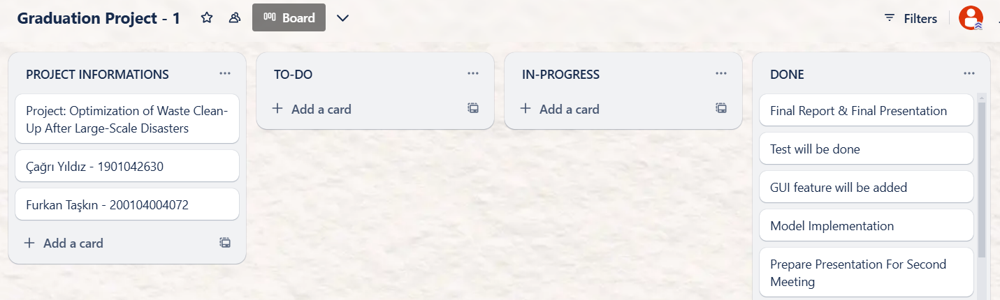 Graduation Project - 1
Board
Filters
PROJECT INFORMATIONS
Project: Optimization of Waste Clean-
Up After Large-Scale Disasters
Çağrı Yıldız - 1901042630
Furkan Taşkın - 200104004072
Add a card
TO-DO
Add a card
IN-PROGRESS
Add a card
DONE
Final Report & Final Presentation
Test will be done
GUI feature will be added
Model Implementation
Prepare Presentation For Second
Meeting